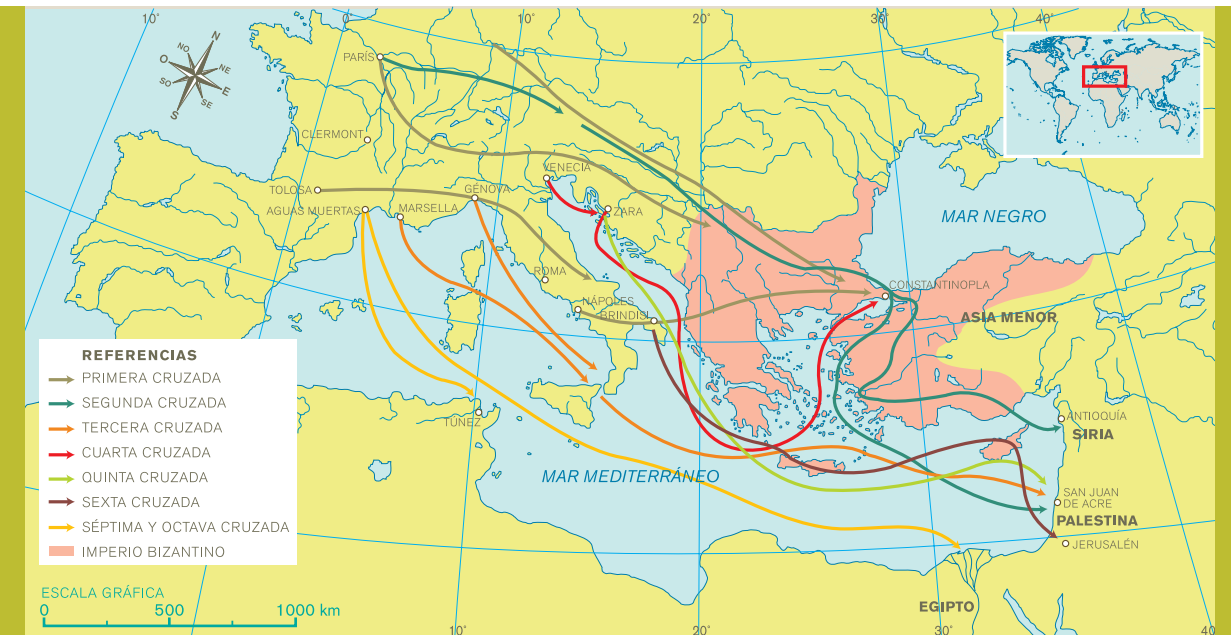 10°
0°
10°
20°
30°
40°
N
NO
NE
O
E
SO
SE
S
PARÍS
CLERMONT
VENECIA
TOLOSA
GÉNOVA
AGUAS MUERTAS
MARSELLA
ZARA
MAR NEGRO
ROMA
CONSTANTINOPLA
NÁPOLES
BRINDISI
ASIA MENOR
REFERENCIAS
PRIMERA CRUZADA
SEGUNDA CRUZADA
TERCERA CRUZADA
CUARTA CRUZADA
QUINTA CRUZADA
SEXTA CRUZADA
SÉPTIMA Y OCTAVA CRUZADA
IMPERIO BIZANTINO
TÚNEZ
ANTIOQUÍA
SIRIA
MAR MEDITERRÁNEO
SAN JUAN
DE ACRE
PALESTINA
JERUSALÉN
EGIPTO
ESCALA GRÁFICA
0 500 1000 km
10°
20°
30°
40